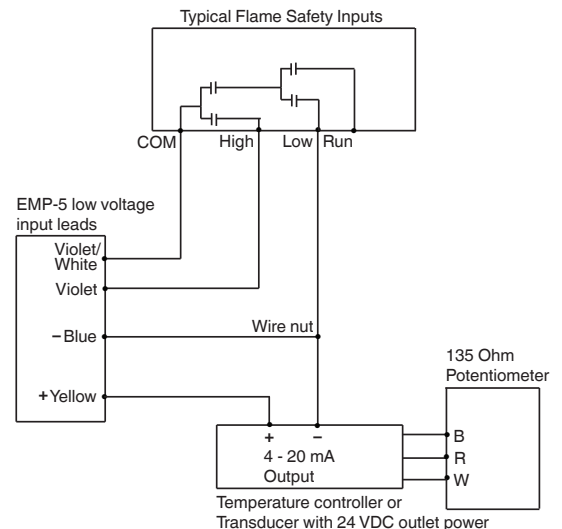 Typical Flame Safety Inputs
COM High Low Run
EMP-5 low voltage
input leads
Violet/
White
Violet
–Blue
Wire nut
135 Ohm
Potentiometer
+Yellow
+ –
4 - 20 mA
Output
B
R
W
Temperature controller or
Transducer with 24 VDC outlet power